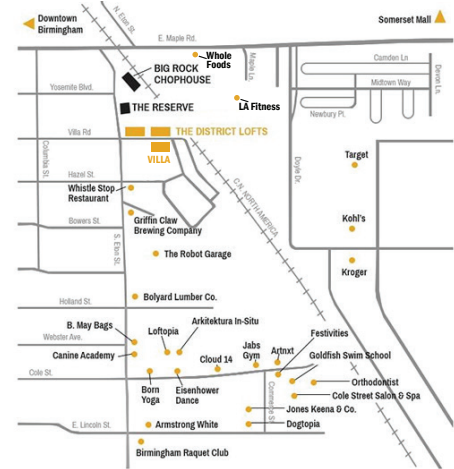 Downtown
Birmingham
N. Eton St.
Somerset Mall
E. Maple Rd.
Whole
Foods
Maple Ln.
Camden Ln
Devon Ln.
BIG ROCK
CHOPHOUSE
Midtown Way
Yosemite Blvd.
LA Fitness
THE RESERVE
Newbury Pl.
Villa Rd
THE DISTRICT LOFTS
VILLA
Columbia St.
Doyle Dr.
Target
Hazel St.
C.N. NORTH AMERICA
Whistle Stop
Restaurant
Bowers St.
Griffin Claw
Brewing Company
Kohl's
S. Eton St.
The Robot Garage
Kroger
Holland St.
Bolyard Lumber Co.
B. May Bags
Arkitektura In-Situ
Loftopia
Festivities
Webster Ave.
Jabs
Gym
Artnxt
Goldfish Swim School
Canine Academy
Cloud 14
Cole St.
Orthodontist
Born
Yoga
Eisenhower
Dance
Commerce St.
Cole Street Salon & Spa
Jones Keena & Co.
E. Lincoln St.
Armstrong White
Dogtopia
Birmingham Raquet Club